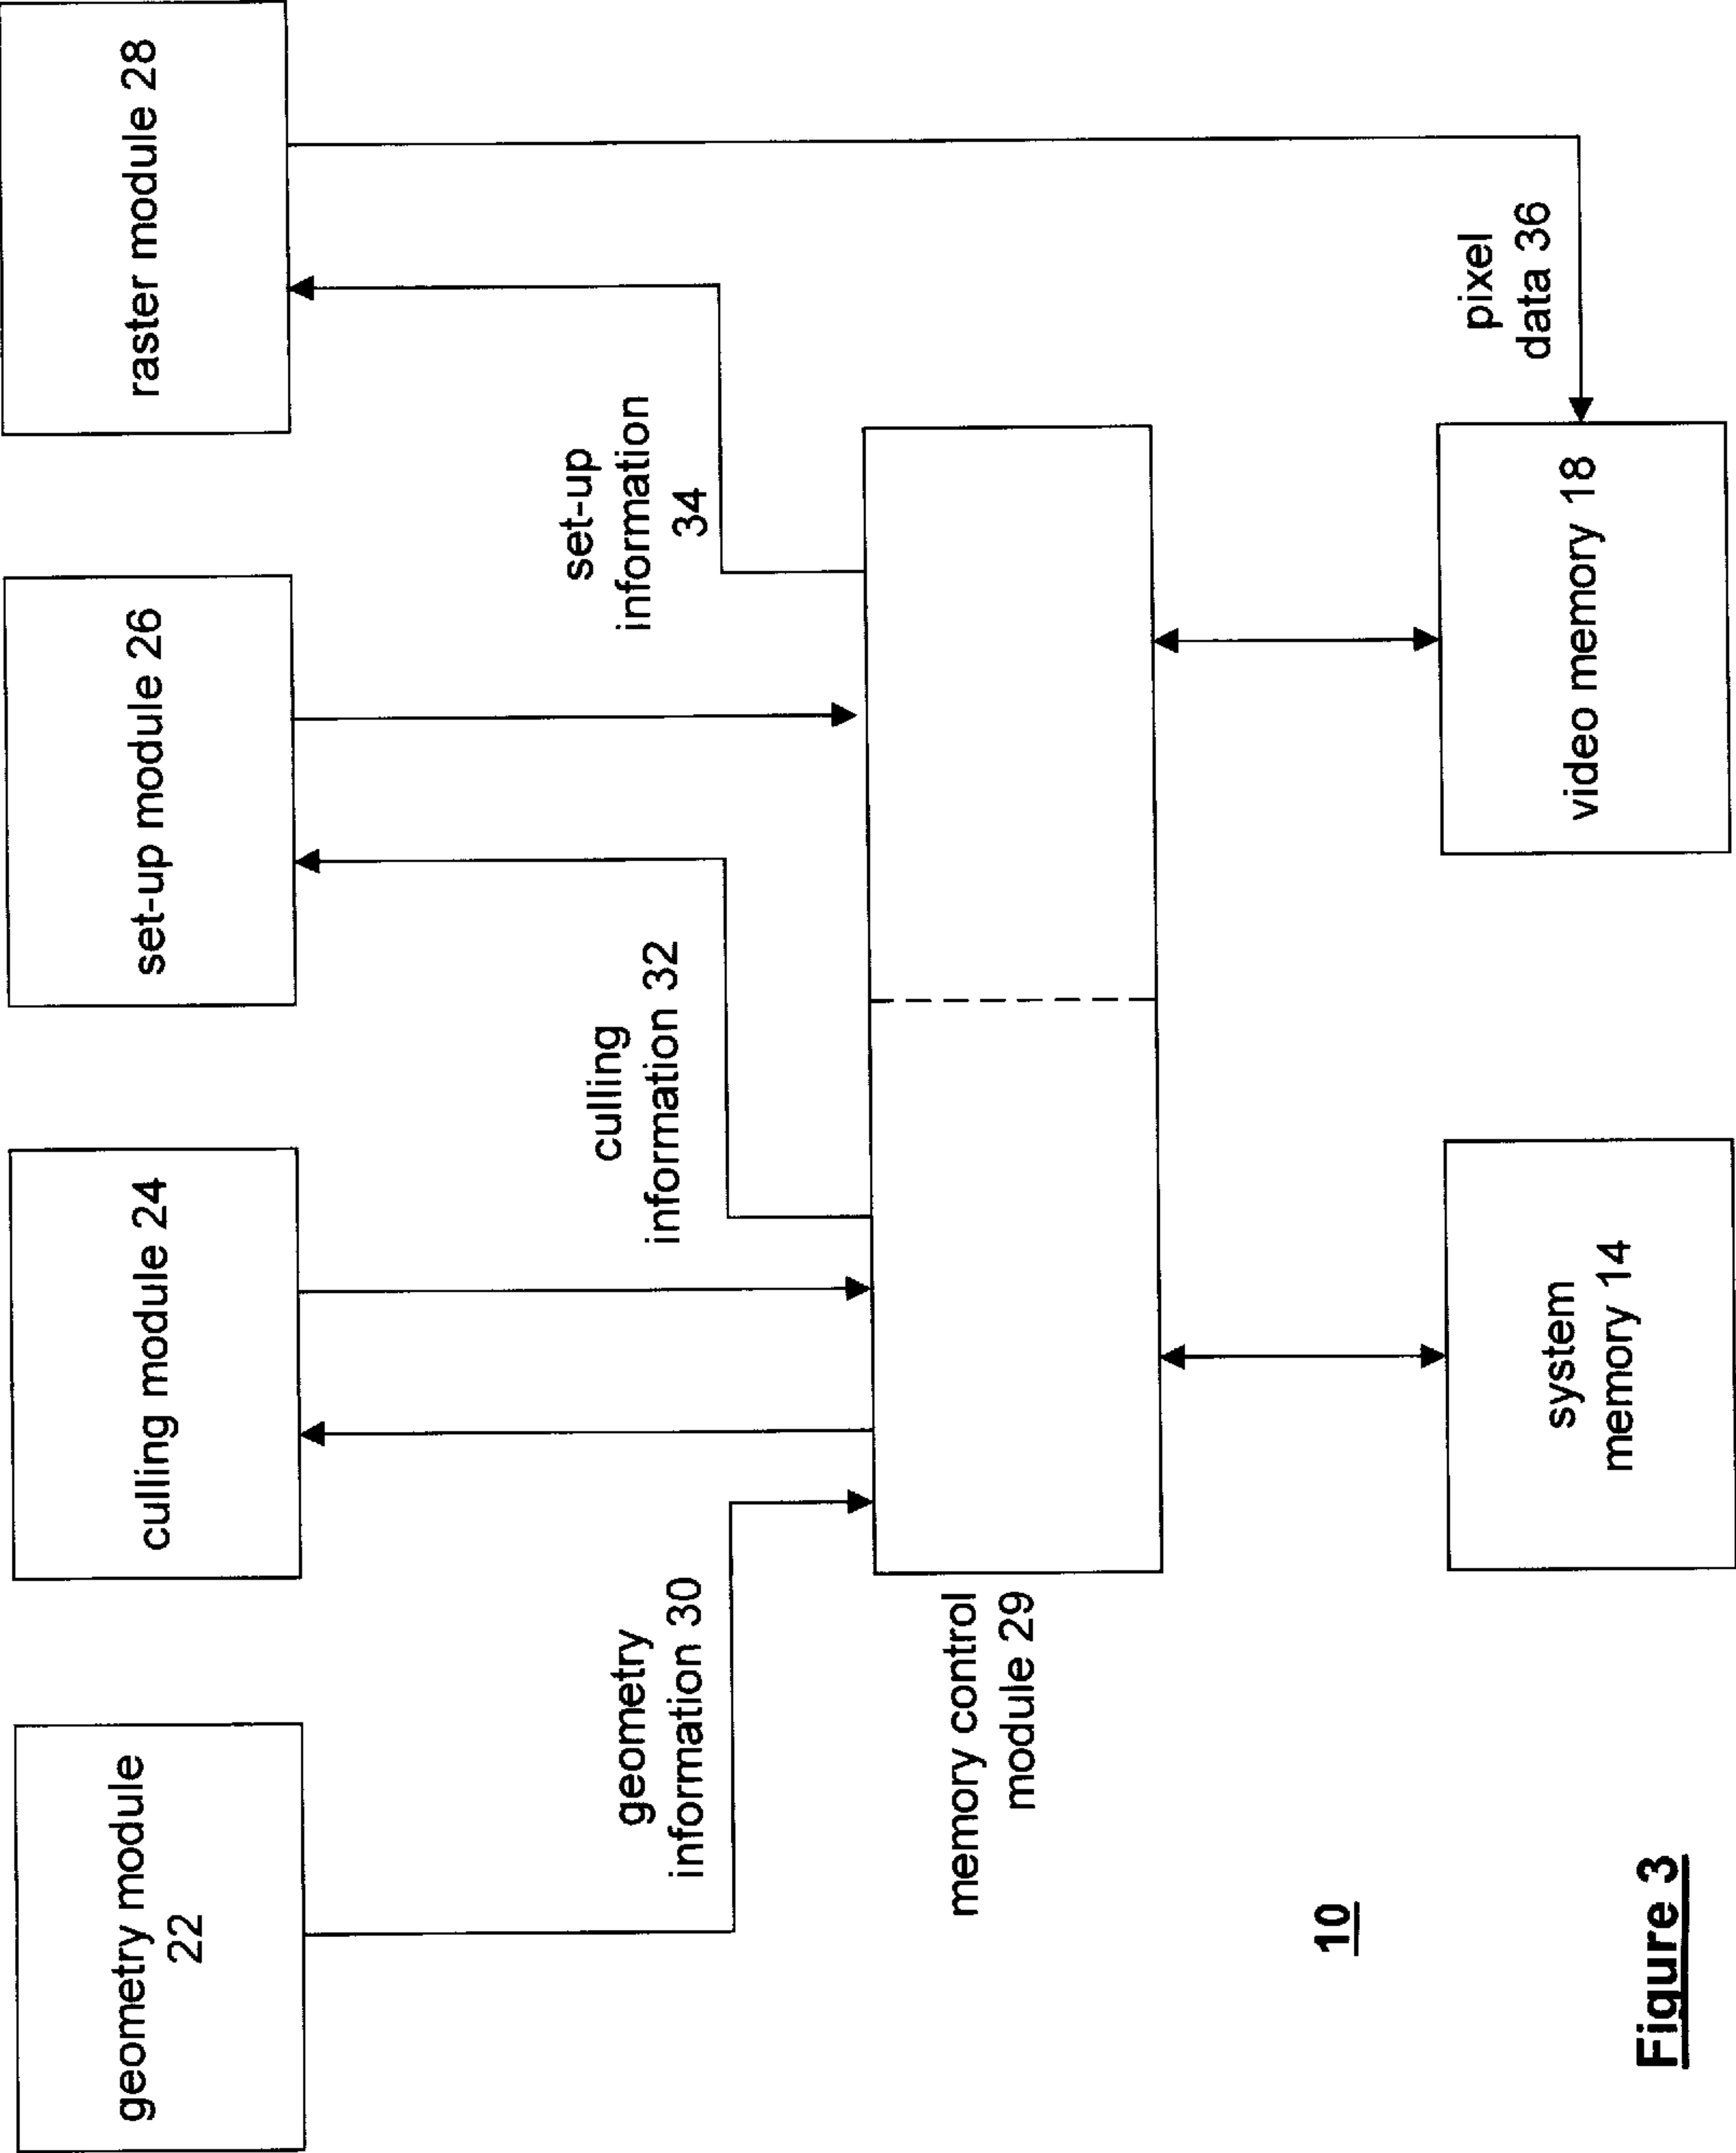 geometry module
22
culling module 24
set-up module 26
raster module 28
geometry
information 30
culling
information 32
set-up
information
34
memory control
module 29
pixel
data 36
system
memory 14
video memory 18
10
Figure 3